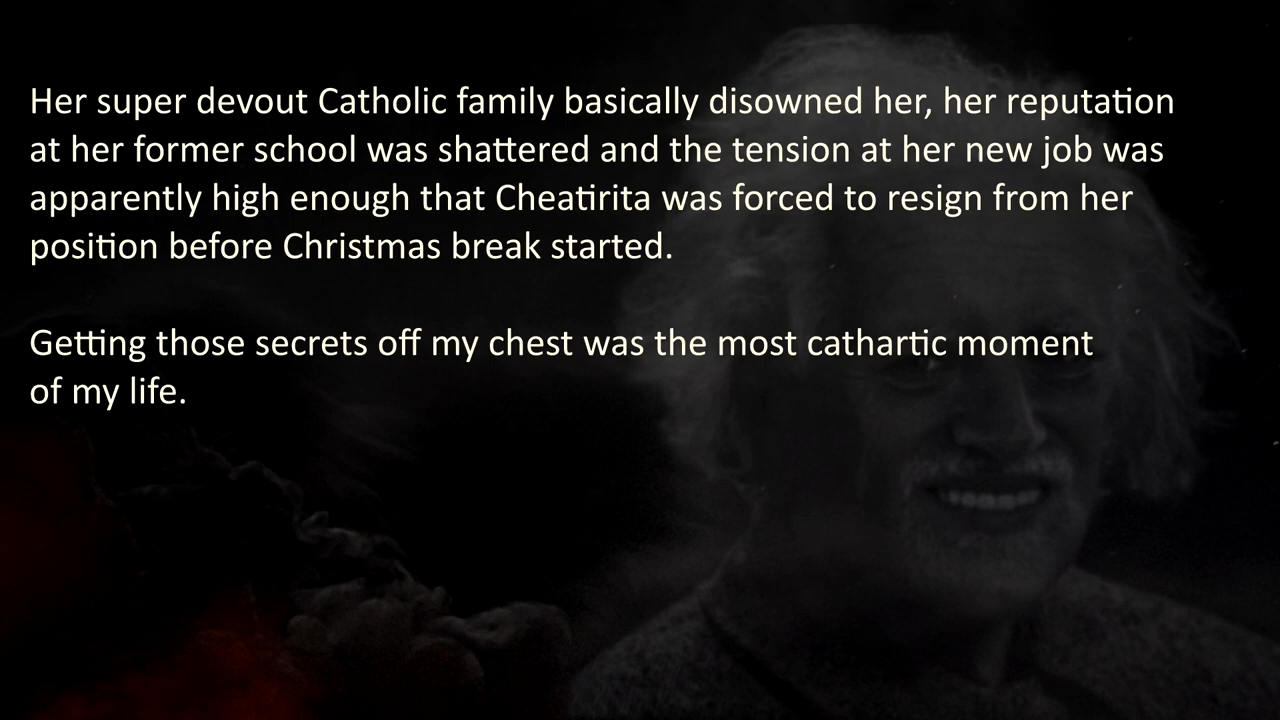 Her super devout Catholic family basically disowned her, her reputation
at her former school was shattered and the tension at her new job was
apparently high enough that Cheatirita was forced to resign from her
position before Christmas break started.
Getting those secrets off my chest was the most cathartic moment
of my life.